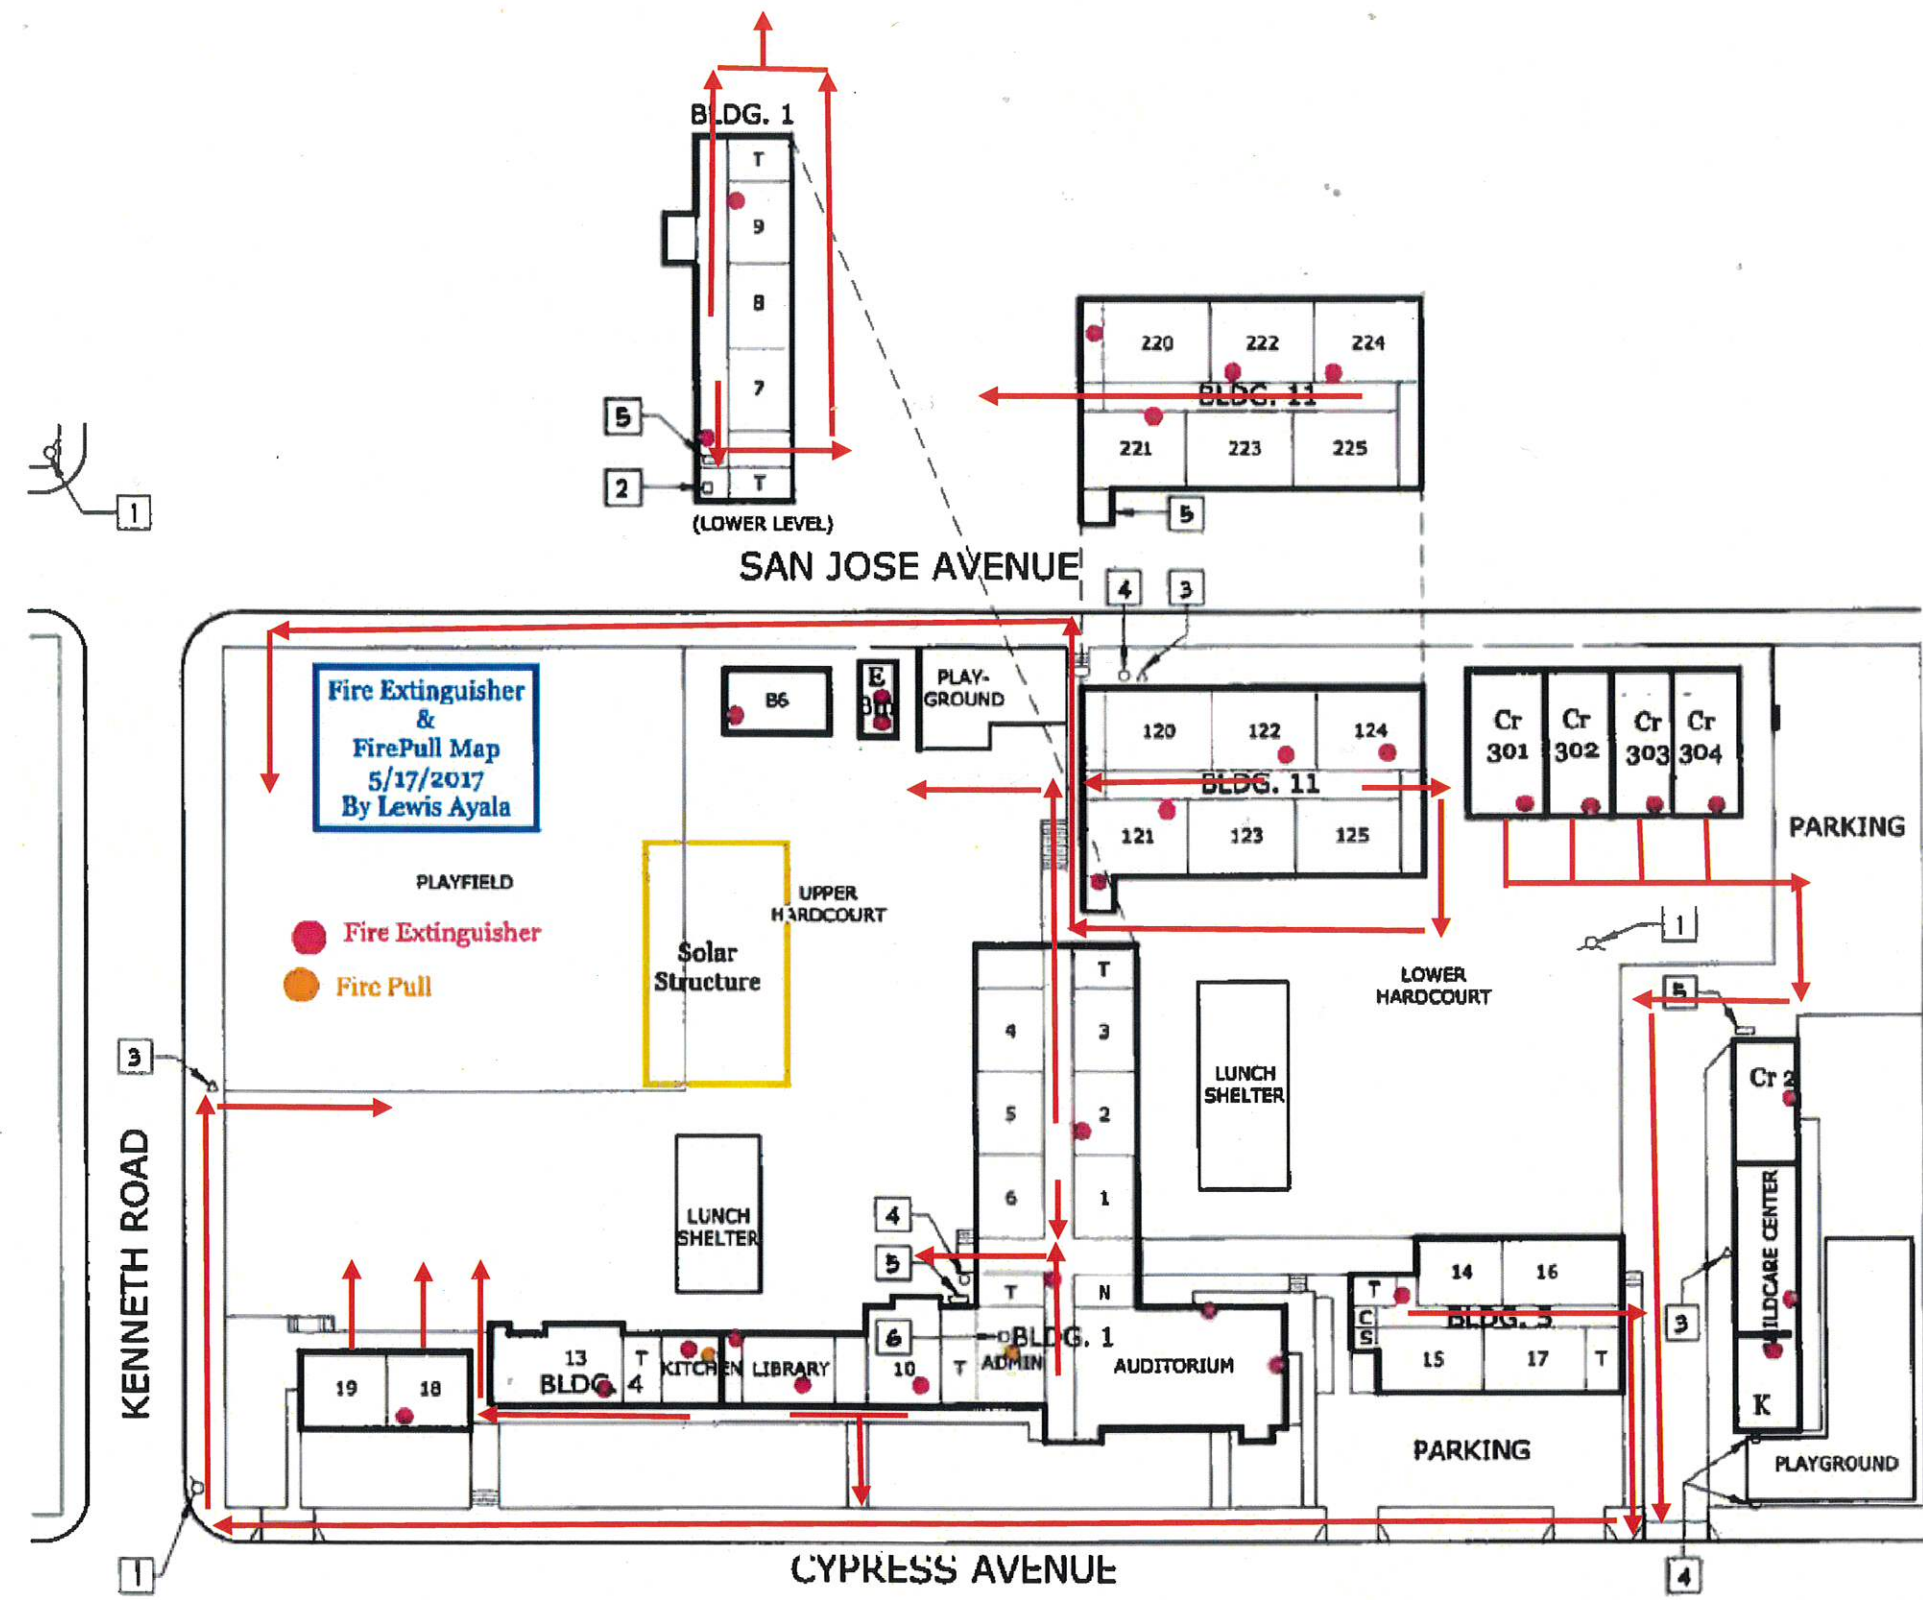 BLDG. 1
T
9
8
7
5
2
T
(LOWER LEVEL)
1
220
222
224
BLDG. 11
221
223
225
5
SAN JOSE AVENUE
4
3
Fire Extinguisher
&
FirePull Map
5/17/2017
By Lewis Ayala
B6
E
PLAY-
GROUND
120
122
124
BLDG. 11
121
123
125
Cr
301
Cr
302
Cr
303
Cr
304
PARKING
PLAYFIELD
Fire Extinguisher
Fire Pull
Solar
Structure
UPPER
HARDCOURT
1
LOWER
HARDCOURT
5
T
4
3
5
2
6
1
T
N
LUNCH
SHELTER
3
KENNETH ROAD
LUNCH
SHELTER
4
5
6
BLDG. 1
ADMIN
19
18
13
BLDG. 4
T
KITCHEN
LIBRARY
10
T
AUDITORIUM
T
C
S
14
16
BLDG. 5
15
17
T
3
Cr 2
ILDCARE CENTER
K
PARKING
PLAYGROUND
1
CYPRESS AVENUE
4